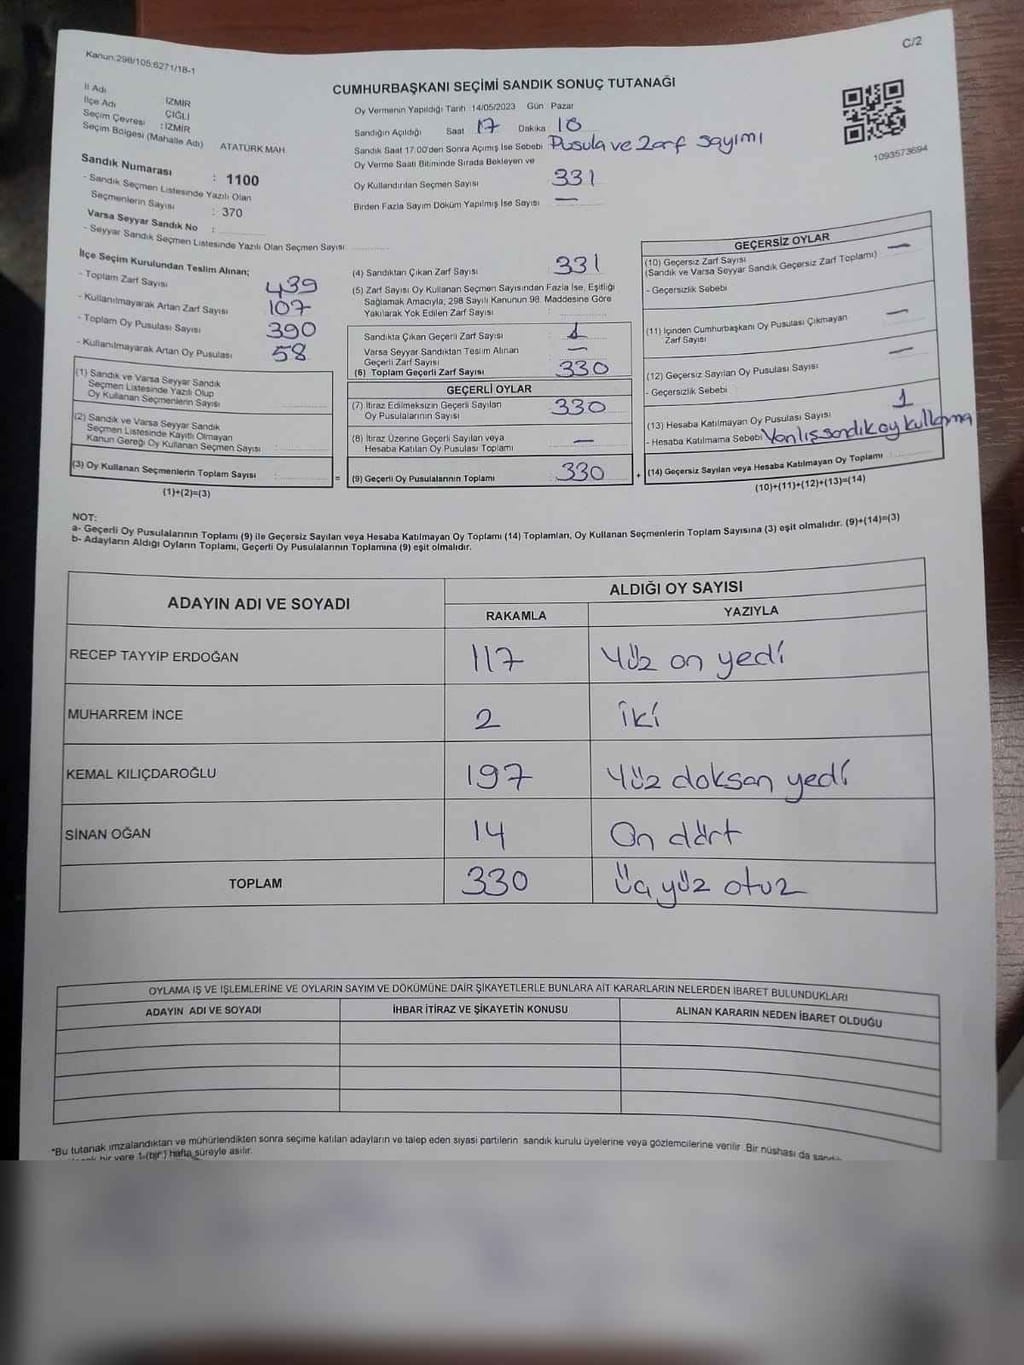 Kanun:298/105:6271/18-1
C/2
CUMHURBAŞKANI SEÇİMİ SANDIK SONUÇ TUTANAĞI
İl Adı : İZMİR
İlçe Adı : ÇİĞLİ
Seçim Çevresi : İZMİR
Seçim Bölgesi (Mahalle Adı) ATATÜRK MAH.
Sandık Numarası : 1100
- Sandık Seçmen Listesinde Yazılı Olan
Seçmenlerin Sayısı : 370
Varsa Seyyar Sandık No :
- Seyyar Sandık Seçmen Listesinde Yazılı Olan Seçmen Sayısı:
Oy Vermenin Yapıldığı Tarih 14/05/2023 Gün Pazar
Sandığın Açıldığı Saat 17 Dakika 18
Sandık Saat 17:00'den Sonra Açılmış İse Sebebi Pusula ve Zarf sayımı
Oy Verme Saati Bitiminde Sırada Bekleyen ve
Oy Kullandırılan Seçmen Sayısı 331
Birden Fazla Sayım Döküm Yapılmış İse Sayısı —
1093573694
İlçe Seçim Kurulundan Teslim Alınan;
- Toplam Zarf Sayısı 439
- Kullanılmayarak Artan Zarf Sayısı 107
- Toplam Oy Pusulası Sayısı 390
- Kullanılmayarak Artan Oy Pusulası 58
(1) Sandık ve Varsa Seyyar Sandık
Seçmen Listesinde Yazılı Olup
Oy Kullanan Seçmenlerin Sayısı
(2) Sandık ve Varsa Seyyar Sandık
Seçmen Listesinde Kayıtlı Olmayan
Kanun Gereği Oy Kullanan Seçmen Sayısı
(3) Oy Kullanan Seçmenlerin Toplam Sayısı
(1)+(2)=(3)
(4) Sandıktan Çıkan Zarf Sayısı 331
(5) Zarf Sayısı Oy Kullanan Seçmen Sayısından Fazla İse, Eşitliği
Sağlamak Amacıyla, 298 Sayılı Kanunun 98. Maddesine Göre
Yakılarak Yok Edilen Zarf Sayısı
Sandıkta Çıkan Geçerli Zarf Sayısı
Varsa Seyyar Sandıktan Teslim Alınan
Geçerli Zarf Sayısı —
(6) Toplam Geçerli Zarf Sayısı 330
GEÇERLİ OYLAR
(7) İtiraz Edilmeksizin Geçerli Sayılan
Oy Pusulalarının Sayısı 330
(8) İtiraz Üzerine Geçerli Sayılan veya
Hesaba Katılan Oy Pusulası Toplamı —
= (9) Geçerli Oy Pusulalarının Toplamı 330 +
GEÇERSİZ OYLAR
(10) Geçersiz Zarf Sayısı —
(Sandık ve Varsa Seyyar Sandık Geçersiz Zarf Toplamı)
- Geçersizlik Sebebi
(11) İçinden Cumhurbaşkanı Oy Pusulası Çıkmayan
Zarf Sayısı —
(12) Geçersiz Sayılan Oy Pusulası Sayısı —
- Geçersizlik Sebebi
(13) Hesaba Katılmayan Oy Pusulası Sayısı 1
- Hesaba Katılmama Sebebi Yanlış sandık oy kullanma
(14) Geçersiz Sayılan veya Hesaba Katılmayan Oy Toplamı
(10)+(11)+(12)+(13)=(14)
NOT:
a- Geçerli Oy Pusulalarının Toplamı (9) ile Geçersiz Sayılan veya Hesaba Katılmayan Oy Toplamı (14) Toplamları, Oy Kullanan Seçmenlerin Toplam Sayısına (3) eşit olmalıdır. (9)+(14)=(3)
b- Adayların Aldığı Oyların Toplamı, Geçerli Oy Pusulalarının Toplamına (9) eşit olmalıdır.
ADAYIN ADI VE SOYADI
ALDIĞI OY SAYISI
RAKAMLA YAZIYLA
RECEP TAYYİP ERDOĞAN 117 Yüz on yedi
MUHARREM İNCE 2 İki
KEMAL KILIÇDAROĞLU 197 Yüz doksan yedi
SİNAN OĞAN 14 On dört
TOPLAM 330 Üç yüz otuz
OYLAMA İŞ VE İŞLEMLERİNE VE OYLARIN SAYIM VE DÖKÜMÜNE DAİR ŞİKAYETLERLE BUNLARA AİT KARARLARIN NELERDEN İBARET BULUNDUKLARI
ADAYIN ADI VE SOYADI İHBAR İTİRAZ VE ŞİKAYETİN KONUSU ALINAN KARARIN NEDEN İBARET OLDUĞU
*Bu tutanak imzalandıktan ve mühürlendikten sonra seçime katılan adayların ve talep eden siyasi partilerin sandık kurulu üyelerine veya gözlemcilerine verilir. Bir nüshası da
bir yere 1 (bir) hafta süreyle asılır.